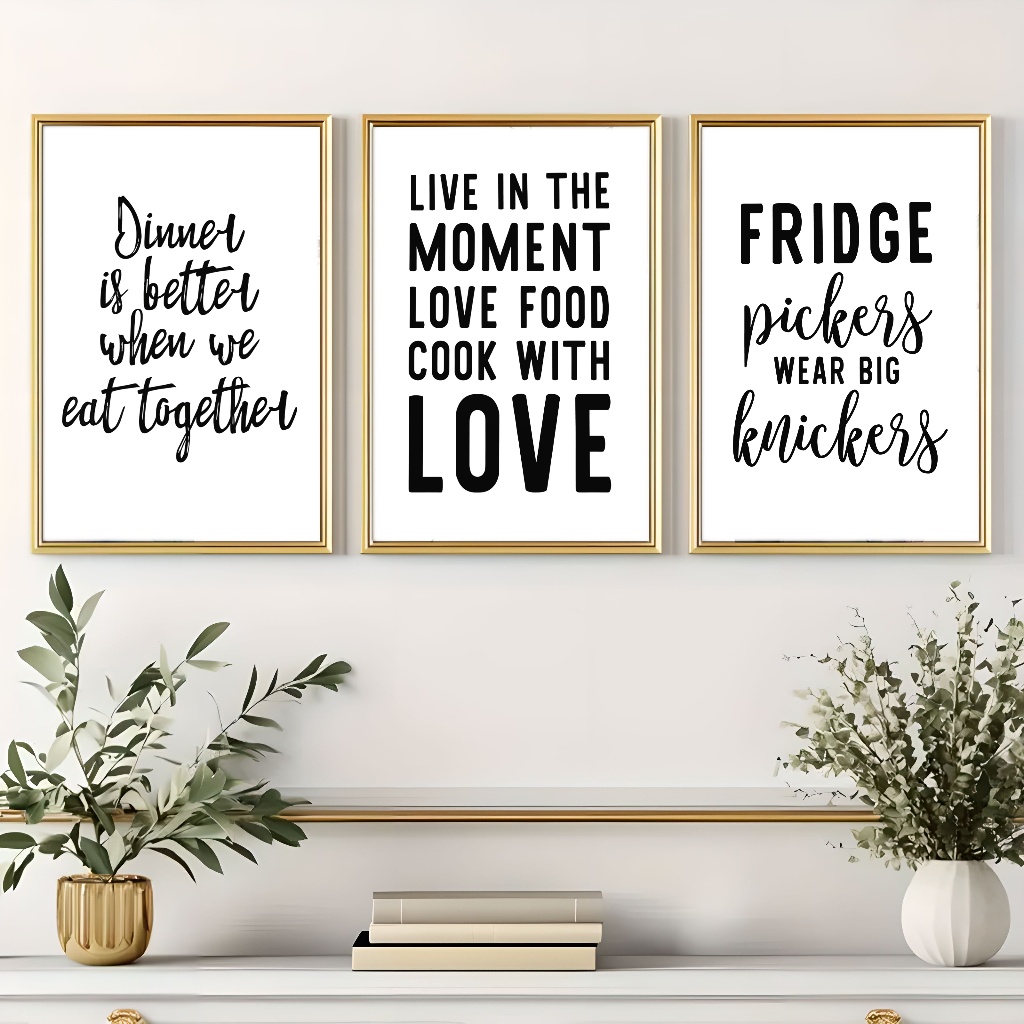 Dinner
is better
when we
eat together
LIVE IN THE
MOMENT
LOVE FOOD
COOK WITH
LOVE
FRIDGE
pickers
WEAR BIG
knickers